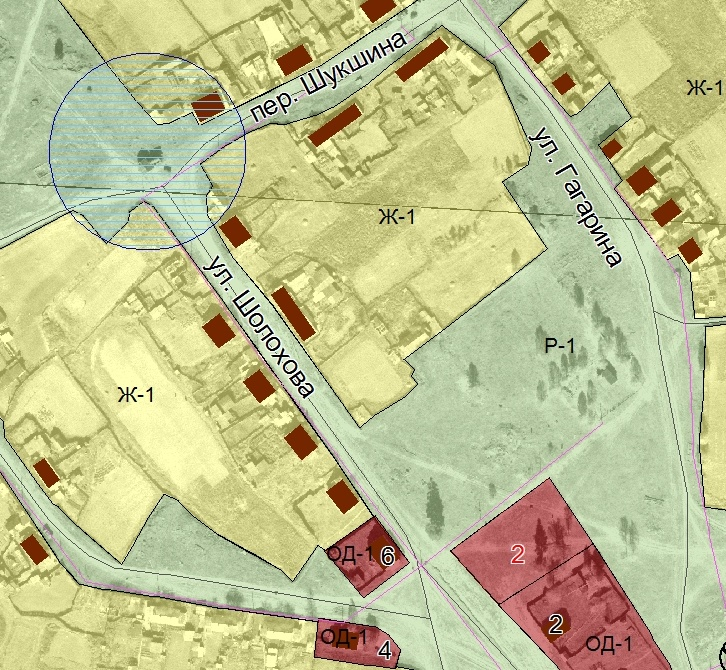 пер. Шукшина
Ж-1
ул. Гагарина
Ж-1
ул. Шолохова
Р-1
Ж-1
ОД-1
6
2
2
ОД-1
ОД-1
4